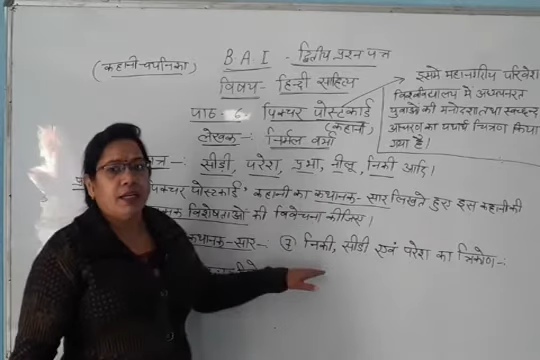 (कहानी-चयनिका)
B.A I - द्वितीय प्रश्न पत्र
विषय- हिन्दी साहित्य
पाठ- 6. पिक्चर पोस्टकार्ड
(कहानी)
लेखक -: निर्मल वर्मा
इसमें महानगरीय परिवेश
विश्वविद्यालय में अध्ययनरत
युवाओं की मनोदशा तथा स्वच्छन्द
आचरण का यथार्थ चित्रण किया
गया है।
-: सीडी, परेश, प्रभा, नीलू, निकी आदि।
पिक्चर पोस्टकार्ड' कहानी का कथानक-सार लिखते हुए इस कहानी की
विशेषताओं की विवेचना कीजिए।
कथानक-सार-: निकी, सीडी एवं परेश का त्रिकोण-: